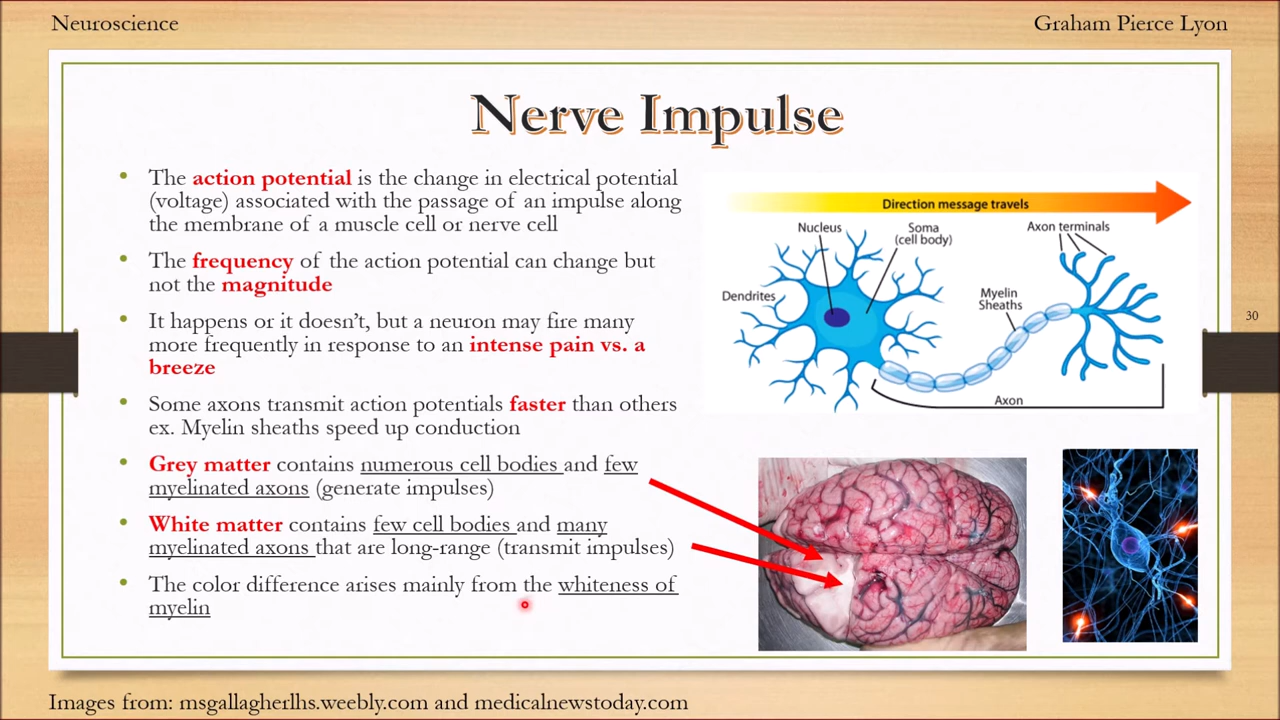 Neuroscience
Graham Pierce Lyon
Nerve Impulse
• The action potential is the change in electrical potential
(voltage) associated with the passage of an impulse along
the membrane of a muscle cell or nerve cell
• The frequency of the action potential can change but
not the magnitude
• It happens or it doesn't, but a neuron may fire many
more frequently in response to an intense pain vs. a
breeze
• Some axons transmit action potentials faster than others
ex. Myelin sheaths speed up conduction
• Grey matter contains numerous cell bodies and few
myelinated axons (generate impulses)
• White matter contains few cell bodies and many
myelinated axons that are long-range (transmit impulses)
• The color difference arises mainly from the whiteness of
myelin
Direction message travels
Nucleus
Soma
(cell body)
Axon terminals
Dendrites
Myelin
Sheaths
Axon
30
Images from: msgallagherlhs.weebly.com and medicalnewstoday.com